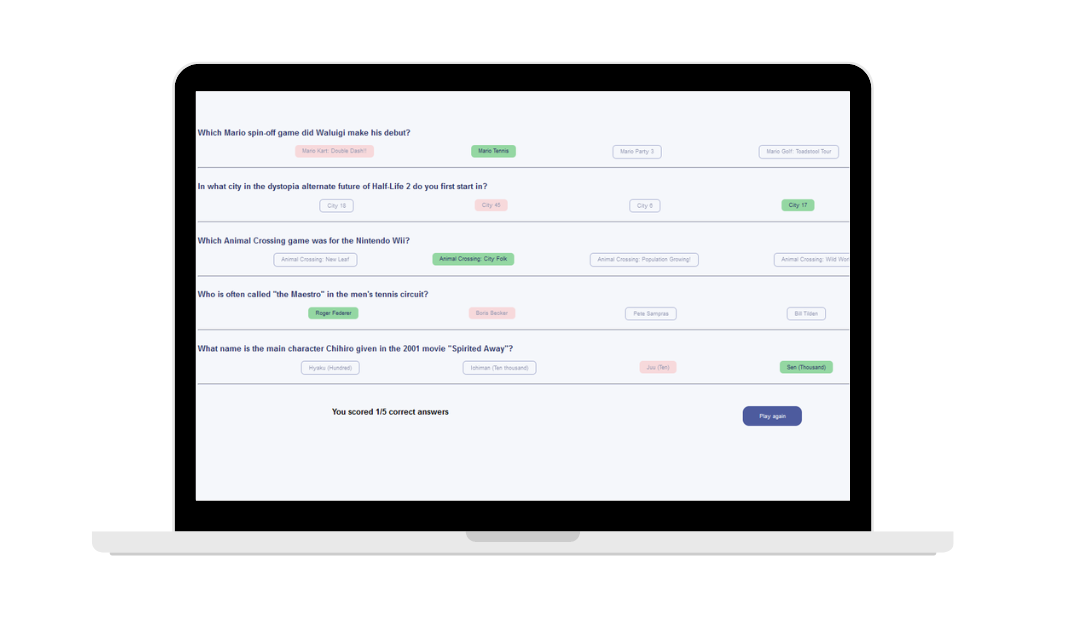 Which Mario spin-off game did Waluigi make his debut?
Mario Kart: Double Dash!! Mario Tennis Mario Party 3 Mario Golf: Toadstool Tour
In what city in the dystopia alternate future of Half-Life 2 do you first start in?
City 18 City 45 City 6 City 17
Which Animal Crossing game was for the Nintendo Wii?
Animal Crossing: New Leaf Animal Crossing: City Folk Animal Crossing: Population Growing! Animal Crossing: Wild
Who is often called "the Maestro" in the men's tennis circuit?
Roger Federer Boris Becker Pete Sampras Bill Tilden
What name is the main character Chihiro given in the 2001 movie "Spirited Away"?
Hyaku (Hundred) Ichiman (Ten thousand) Juu (Ten) Sen (Thousand)
You scored 1/5 correct answers
Play again